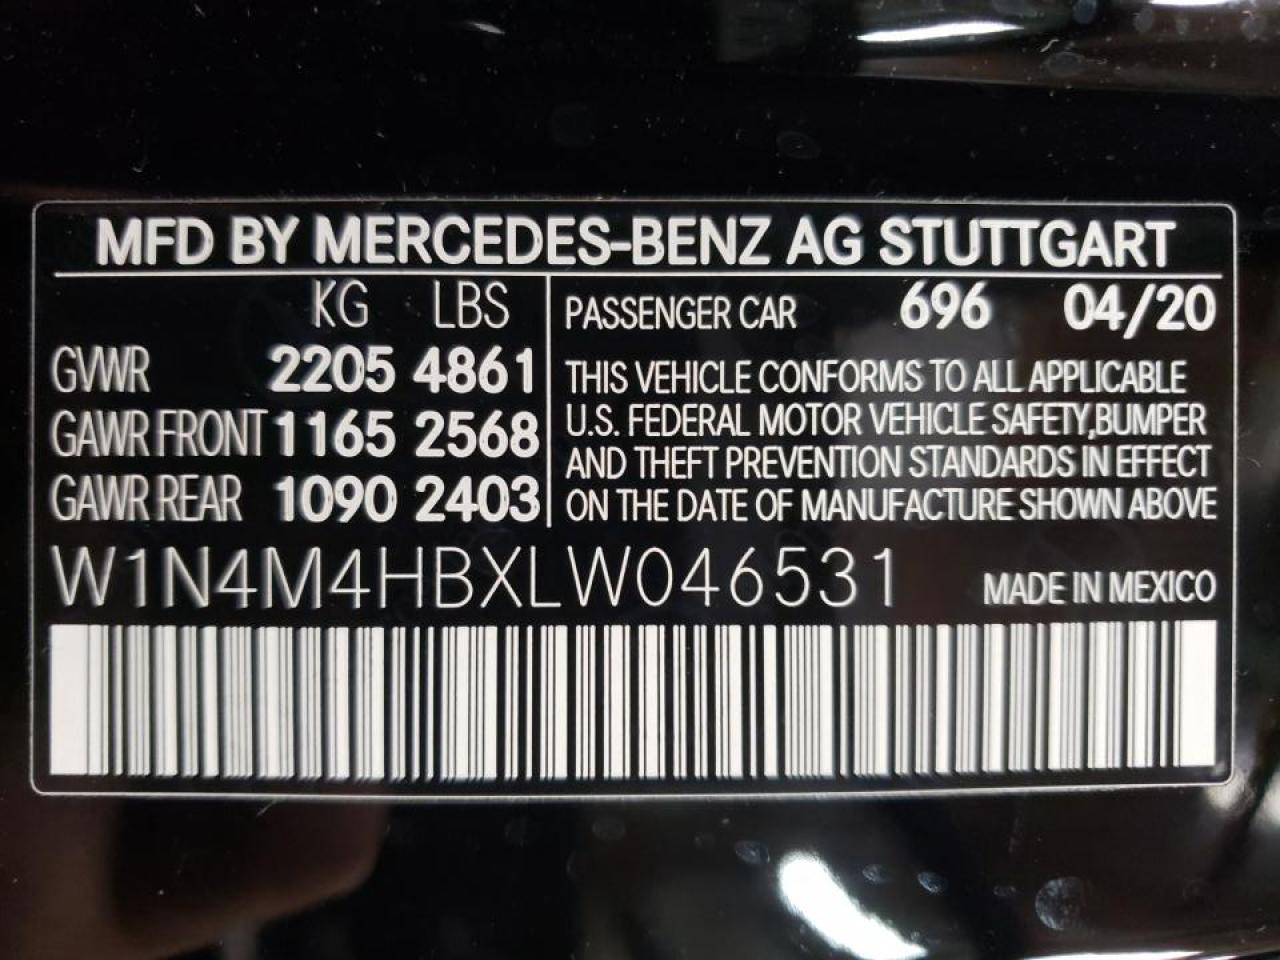 MFD BY MERCEDES-BENZ AG STUTTGART
KG LBS
GVWR 2205 4861
GAWR FRONT 1165 2568
GAWR REAR 1090 2403
PASSENGER CAR 696 04/20
THIS VEHICLE CONFORMS TO ALL APPLICABLE
U.S. FEDERAL MOTOR VEHICLE SAFETY,BUMPER
AND THEFT PREVENTION STANDARDS IN EFFECT
ON THE DATE OF MANUFACTURE SHOWN ABOVE
W1N4M4HBXLW046531 MADE IN MEXICO